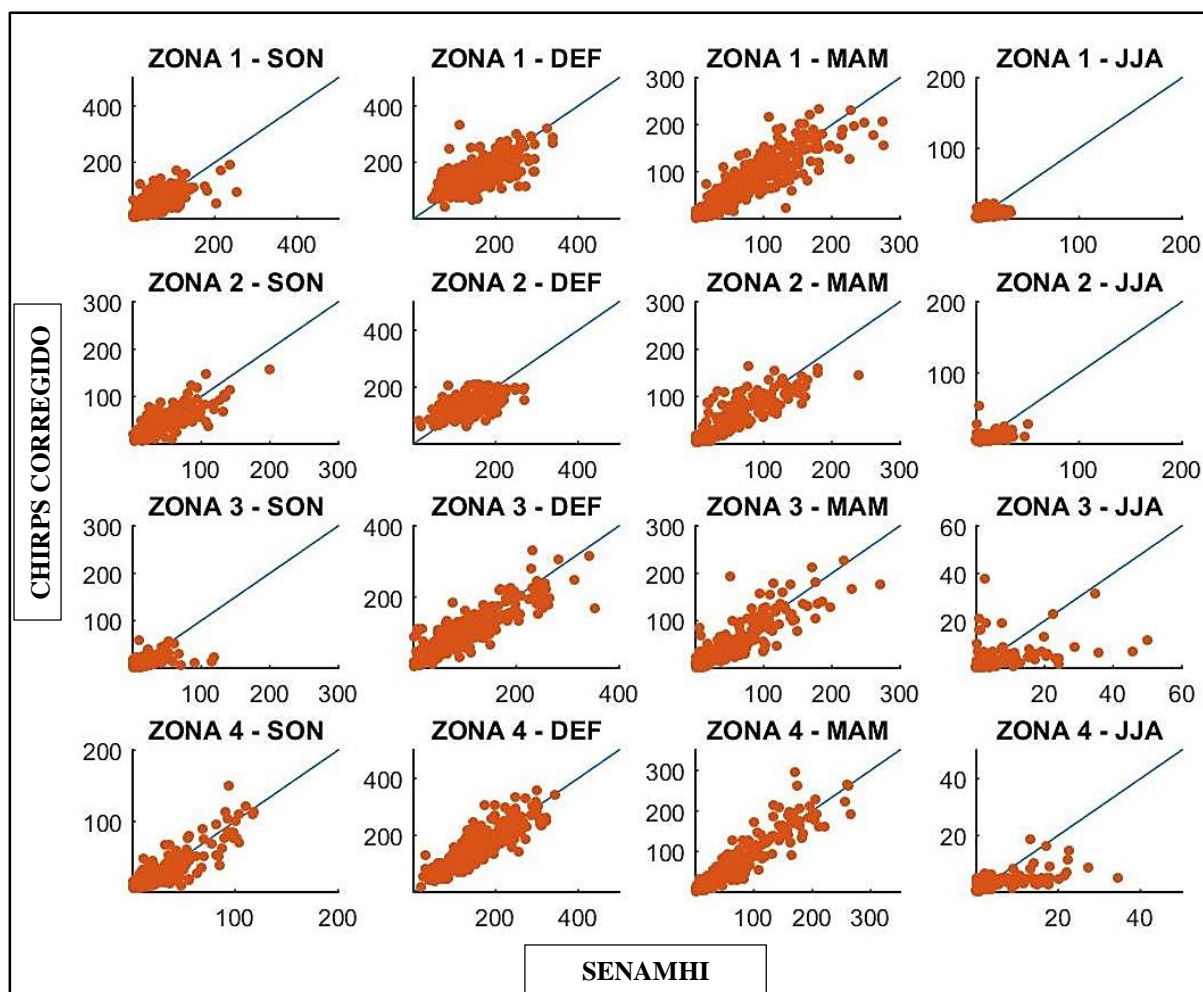 ZONA 1 - SON ZONA 1 - DEF ZONA 1 - MAM ZONA 1 - JJA
400 400 300 200
200 200 200 100
100
200 400 200 400 100 200 300 100 200
ZONA 2 - SON ZONA 2 - DEF ZONA 2 - MAM ZONA 2 - JJA
300 400 300 200
200 200 200 100
100 100
100 200 300 200 400 100 200 300 100 200
ZONA 3 - SON ZONA 3 - DEF ZONA 3 - MAM ZONA 3 - JJA
300 400 300 60
200 200 200 40
100 100 20
100 200 300 200 400 100 200 300 20 40 60
ZONA 4 - SON ZONA 4 - DEF ZONA 4 - MAM ZONA 4 - JJA
200 400 300 40
100 200 200 20
100
100 200 200 400 100 200 300 20 40
CHIRPS CORREGIDO
SENAMHI